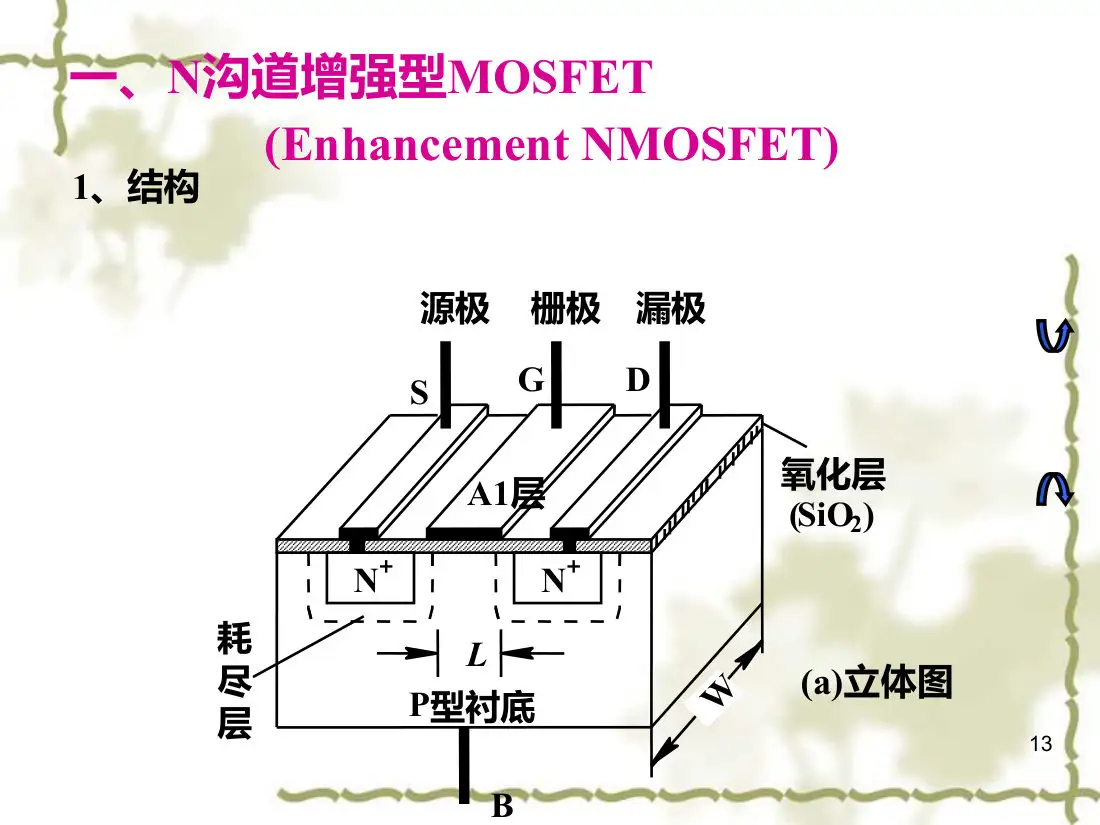 一、N沟道增强型MOSFET
(Enhancement NMOSFET)
1、结构
源极 栅极 漏极
S G D
A1层
氧化层
(SiO₂)
N⁺ N⁺
耗尽层
L
P型衬底
W
(a)立体图
13
B